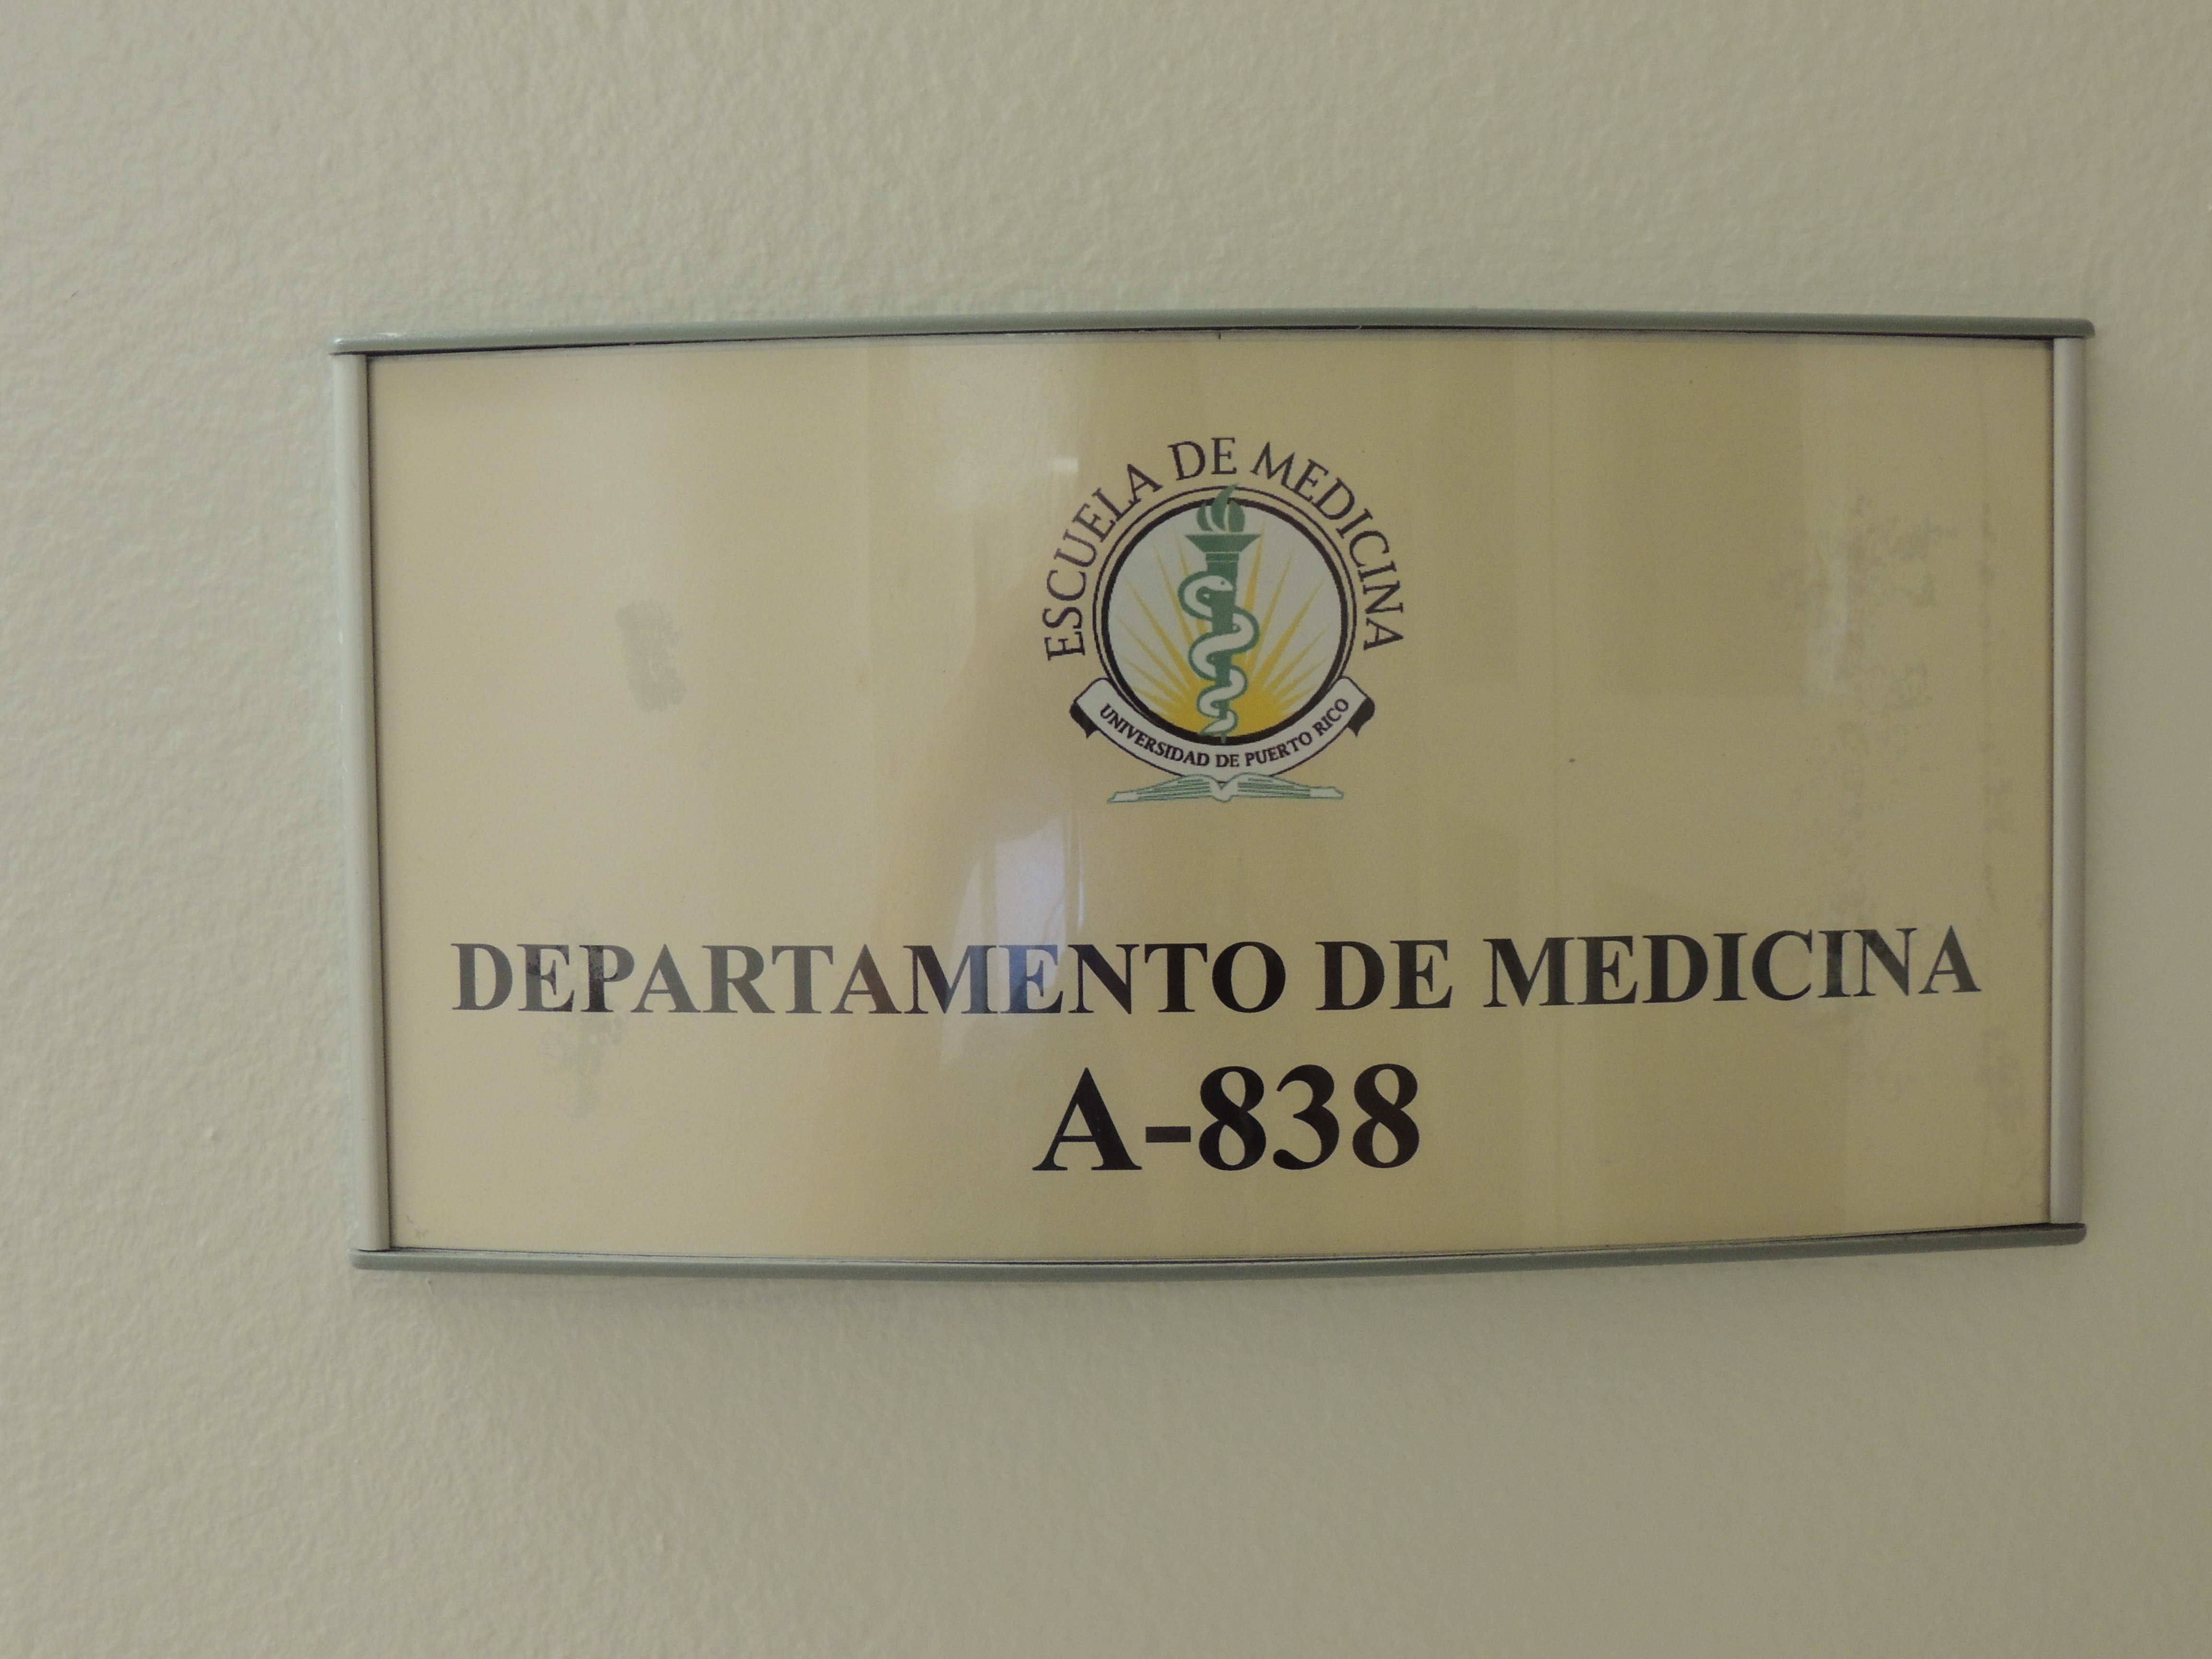 ESCUELA DE MEDICINA
UNIVERSIDAD DE PUERTO RICO
DEPARTAMENTO DE MEDICINA
A-838